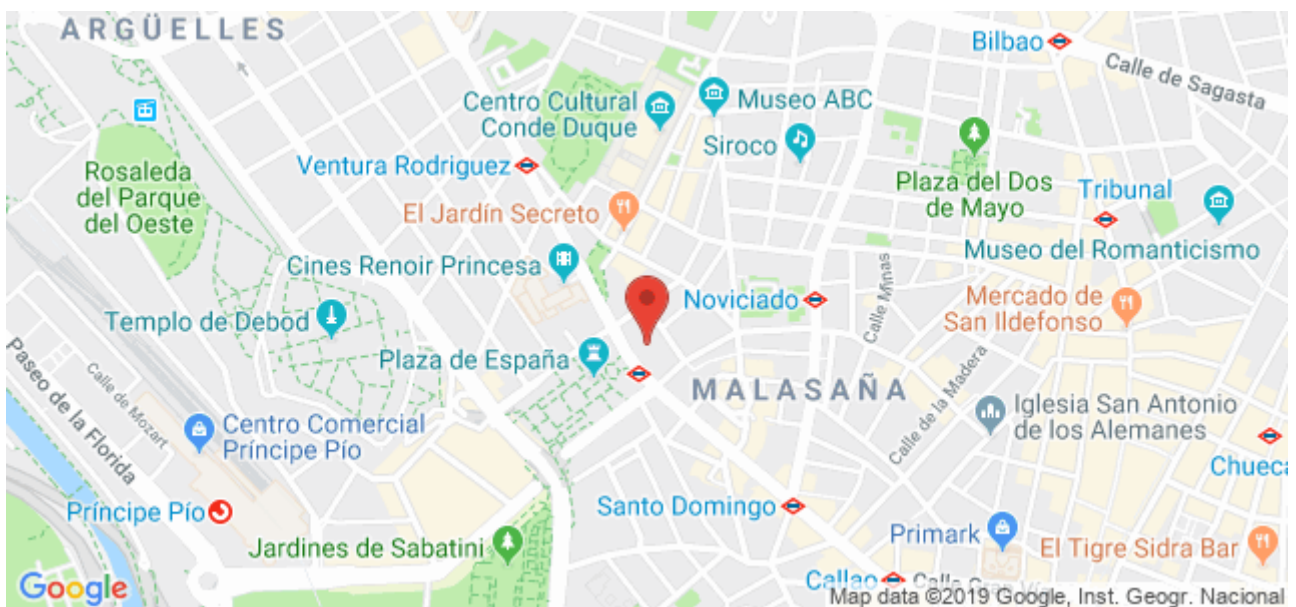 ARGÜELLES
Bilbao
Calle de Sagasta
Centro Cultural
Conde Duque
Museo ABC
Siroco
Ventura Rodriguez
Rosaleda
del Parque
del Oeste
Plaza del Dos
de Mayo
Tribunal
El Jardín Secreto
Museo del Romanticismo
Cines Renoir Princesa
Noviciado
Calle Minas
Mercado de
San Ildefonso
Templo de Debod
Plaza de España
MALASAÑA
Calle de la Madera
Paseo de la Florida
Calle de Mozart
Centro Comercial
Príncipe Pío
Iglesia San Antonio
de los Alemanes
Chueca
Príncipe Pío
Santo Domingo
Jardines de Sabatini
Primark
El Tigre Sidra Bar
Google
Callao
Calle Gran Ví
Map data ©2019 Google, Inst. Geogr. Nacional